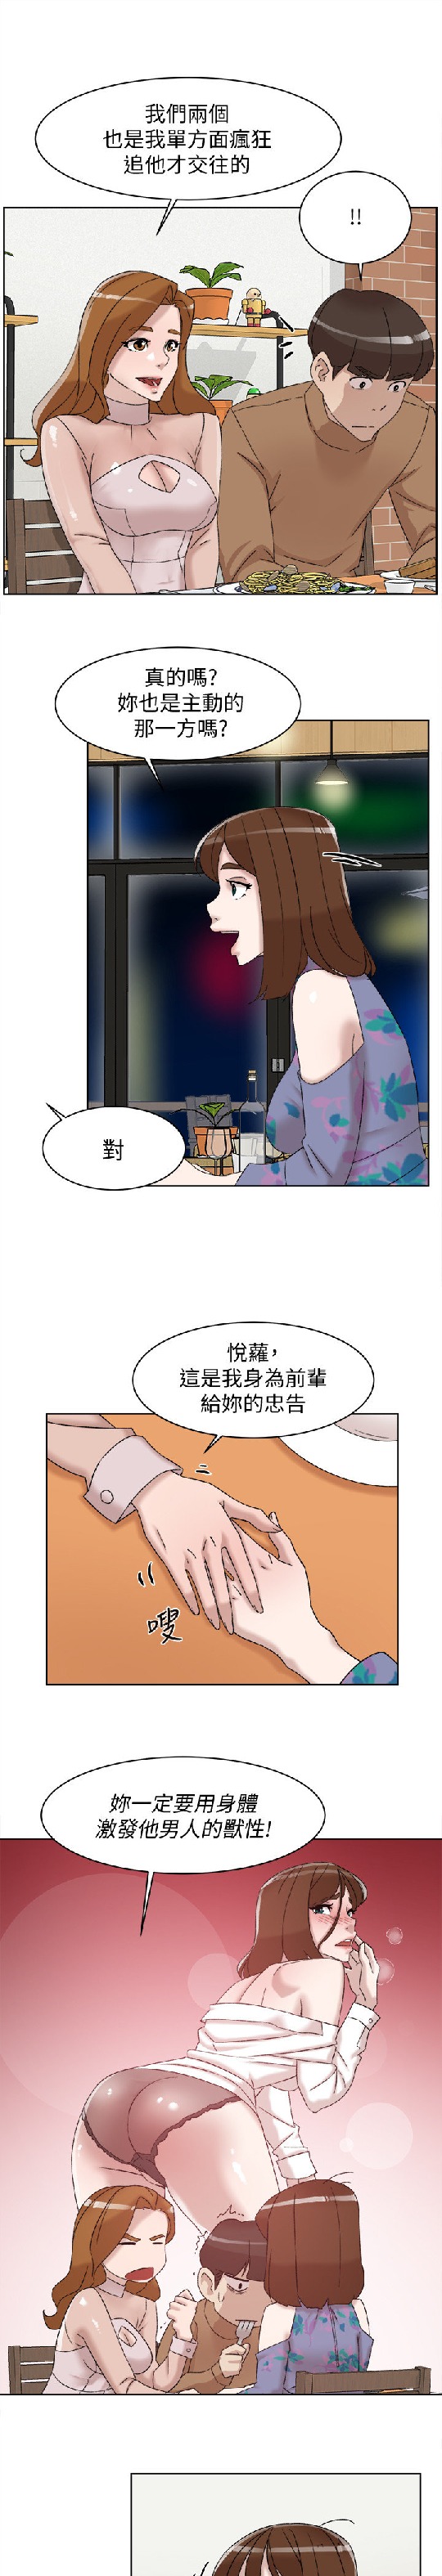 我們兩個
也是我單方面瘋狂
追他才交往的
!!
真的嗎?
妳也是主動的
那一方嗎?
對
悅蘿，
這是我身為前輩
給妳的忠告
嗖
妳一定要用身體
激發他男人的獸性!